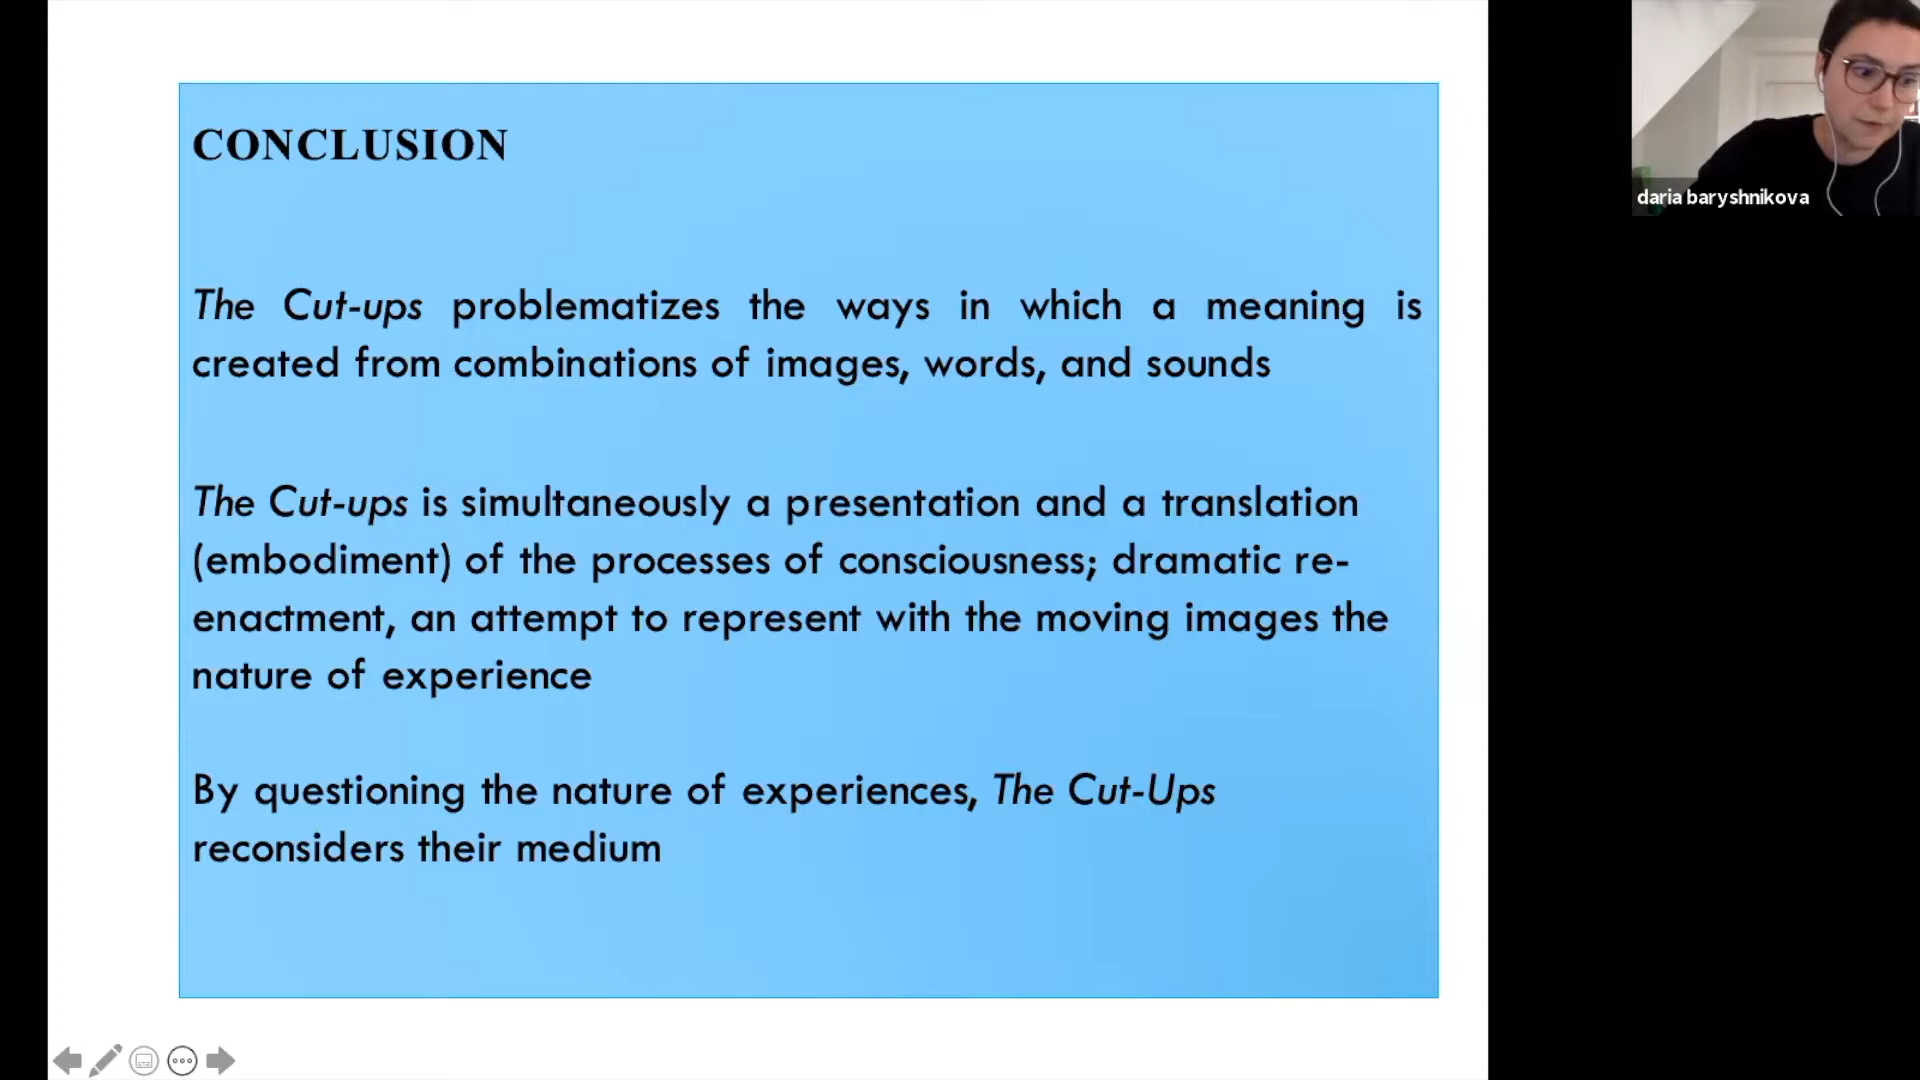 CONCLUSION
The Cut-ups problematizes the ways in which a meaning is
created from combinations of images, words, and sounds
The Cut-ups is simultaneously a presentation and a translation
(embodiment) of the processes of consciousness; dramatic re-
enactment, an attempt to represent with the moving images the
nature of experience
By questioning the nature of experiences, The Cut-Ups
reconsiders their medium
daria baryshnikova